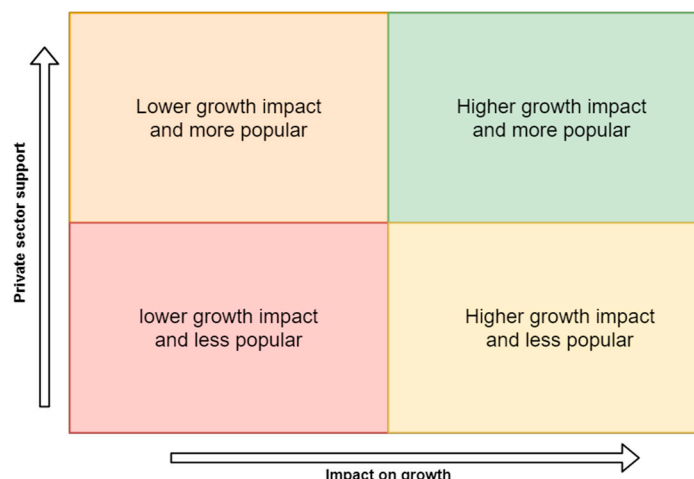 Lower growth impact
and more popular
Higher growth impact
and more popular
Private sector support
lower growth impact
and less popular
Higher growth impact
and less popular
Impact on growth